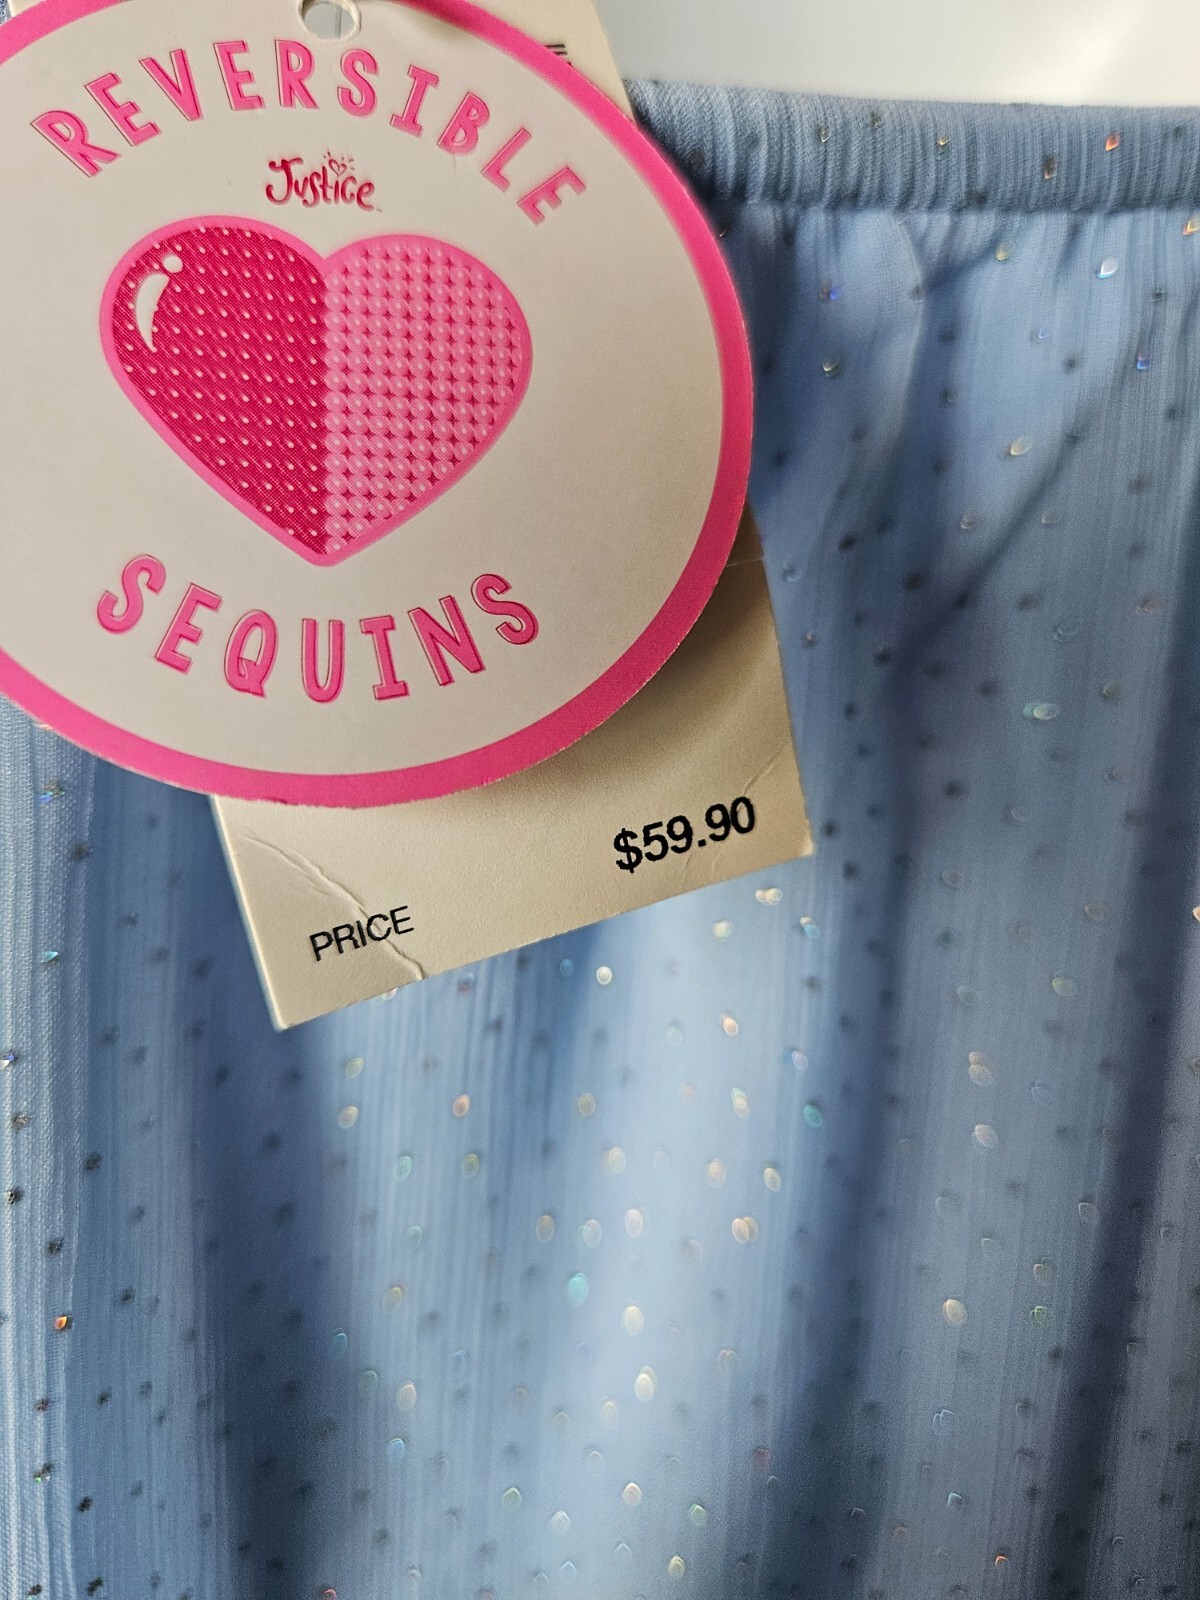 REVERSIBLE
Justice
SEQUINS
$59.90
PRICE